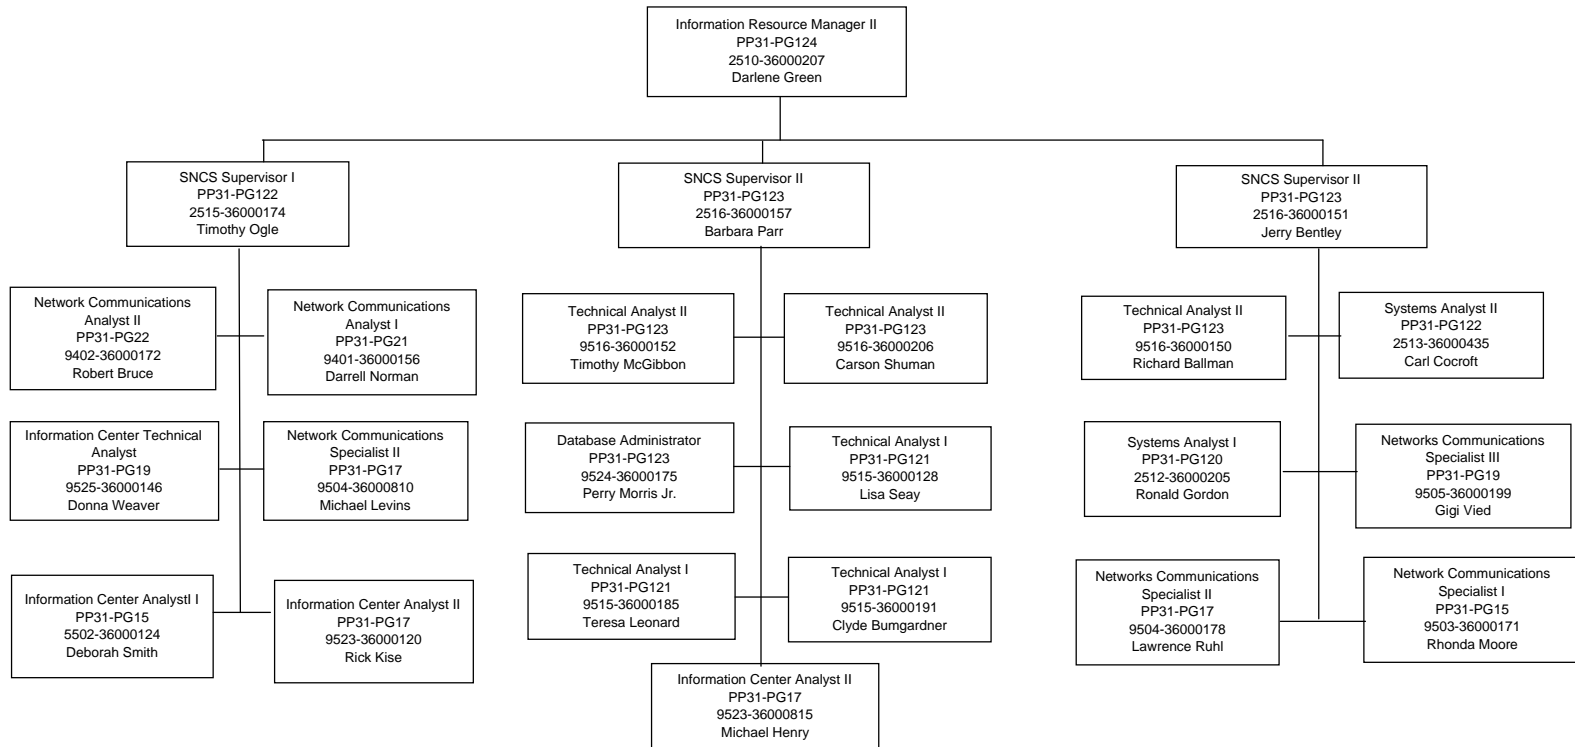 Information Resource Manager II
PP31-PG124
2510-36000207
Darlene Green
SNCS Supervisor I
PP31-PG122
2515-36000174
Timothy Ogle
SNCS Supervisor II
PP31-PG123
2516-36000157
Barbara Parr
SNCS Supervisor II
PP31-PG123
2516-36000151
Jerry Bentley
Network Communications
Analyst II
PP31-PG22
9402-36000172
Robert Bruce
Network Communications
Analyst I
PP31-PG21
9401-36000156
Darrell Norman
Technical Analyst II
PP31-PG123
9516-36000152
Timothy McGibbon
Technical Analyst II
PP31-PG123
9516-36000206
Carson Shuman
Technical Analyst II
PP31-PG123
9516-36000150
Richard Ballman
Systems Analyst II
PP31-PG122
2513-36000435
Carl Cocroft
Information Center Technical
Analyst
PP31-PG19
9525-36000146
Donna Weaver
Network Communications
Specialist II
PP31-PG17
9504-36000810
Michael Levins
Database Administrator
PP31-PG123
9524-36000175
Perry Morris Jr.
Technical Analyst I
PP31-PG121
9515-36000128
Lisa Seay
Systems Analyst I
PP31-PG120
2512-36000205
Ronald Gordon
Networks Communications
Specialist III
PP31-PG19
9505-36000199
Gigi Vied
Information Center Analystl I
PP31-PG15
5502-36000124
Deborah Smith
Information Center Analyst II
PP31-PG17
9523-36000120
Rick Kise
Technical Analyst I
PP31-PG121
9515-36000185
Teresa Leonard
Technical Analyst I
PP31-PG121
9515-36000191
Clyde Bumgardner
Networks Communications
Specialist II
PP31-PG17
9504-36000178
Lawrence Ruhl
Network Communications
Specialist I
PP31-PG15
9503-36000171
Rhonda Moore
Information Center Analyst II
PP31-PG17
9523-36000815
Michael Henry